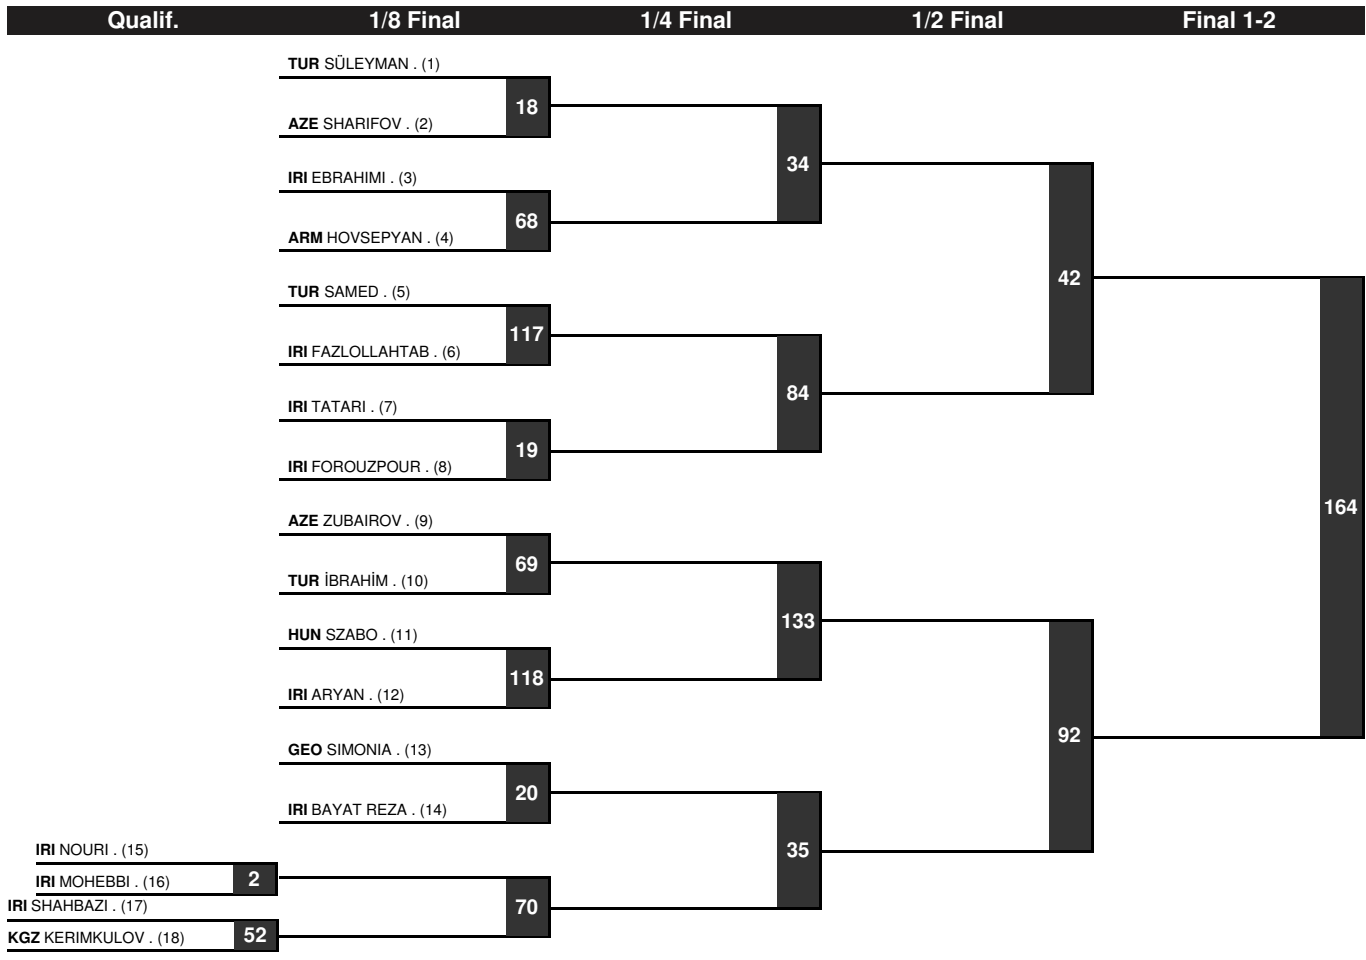 Qualif. 1/8 Final 1/4 Final 1/2 Final Final 1-2
TUR SÜLEYMAN . (1)
18
AZE SHARIFOV . (2)
34
IRI EBRAHIMI . (3)
68
ARM HOVSEPYAN . (4)
42
TUR SAMED . (5)
117
IRI FAZLOLLAHTAB . (6)
84
IRI TATARI . (7)
19
IRI FOROUZPOUR . (8)
164
AZE ZUBAIROV . (9)
69
TUR İBRAHİM . (10)
133
HUN SZABO . (11)
118
IRI ARYAN . (12)
92
GEO SIMONIA . (13)
20
IRI BAYAT REZA . (14)
35
IRI NOURI . (15)
2
IRI MOHEBBI . (16)
70
IRI SHAHBAZI . (17)
52
KGZ KERIMKULOV . (18)